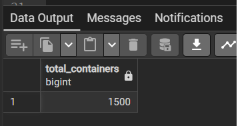 Data Output Messages Notifications
total_containers
bigint
1 1500